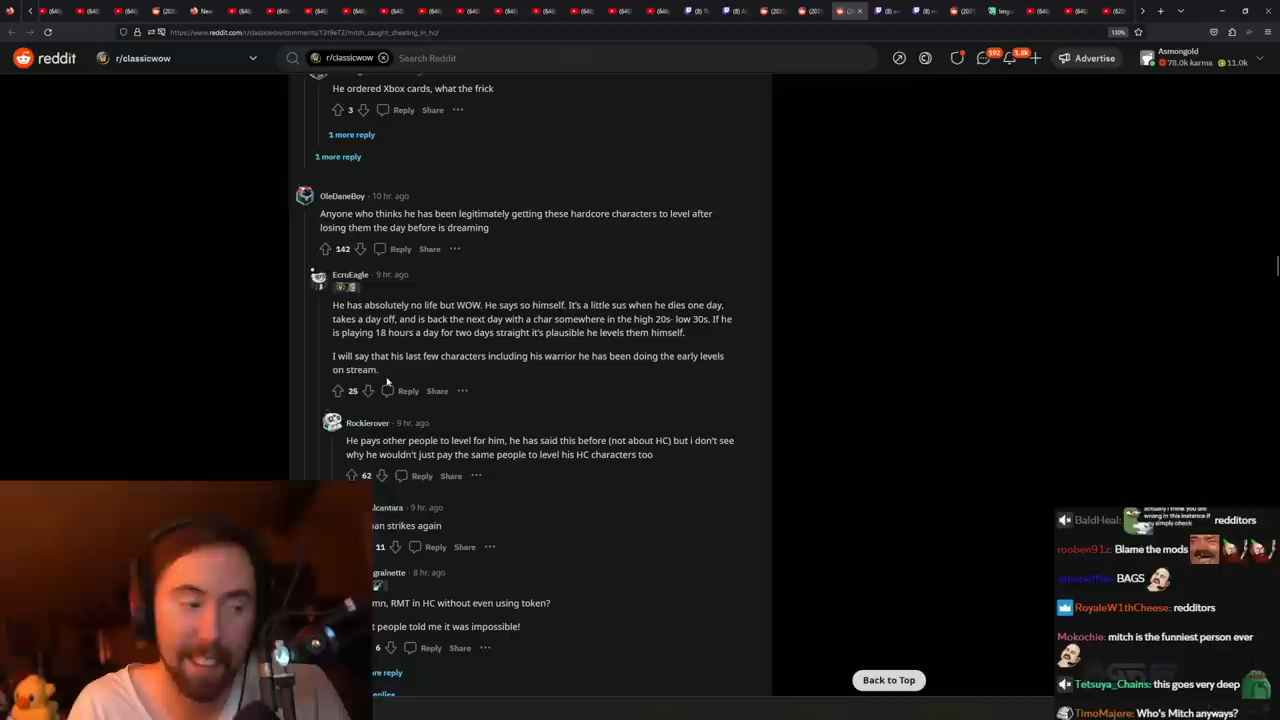 New
https://www.reddit.com/r/classicwow/comments/13t9e72/mitch_caught_cheating_in_hc/
130%
reddit
r/classicwow
r/classicwow
Search Reddit
192
1.8k
Advertise
Asmongold
78.0k karma
11.0k
He ordered Xbox cards, what the frick
3
Reply
Share
1 more reply
1 more reply
OleDaneBoy · 10 hr. ago
Anyone who thinks he has been legitimately getting these hardcore characters to level after
losing them the day before is dreaming
142
Reply
Share
EcruEagle · 9 hr. ago
He has absolutely no life but WOW. He says so himself. It's a little sus when he dies one day,
takes a day off, and is back the next day with a char somewhere in the high 20s- low 30s. If he
is playing 18 hours a day for two days straight it's plausible he levels them himself.
I will say that his last few characters including his warrior he has been doing the early levels
on stream.
25
Reply
Share
Rockierover · 9 hr. ago
He pays other people to level for him, he has said this before (not about HC) but i don't see
why he wouldn't just pay the same people to level his HC characters too
62
Reply
Share
lcantara · 9 hr. ago
an strikes again
11
Reply
Share
grainette · 8 hr. ago
mn, RMT in HC without even using token?
t people told me it was impossible!
6
Reply
Share
re reply
eplies
Back to Top
actually i think you are
wrong in this instance if
you simply check
BaldHeal:
redditors
rooben91z: Blame the mods
BAGS
RoyaleW1thCheese: redditors
Mokochie: mitch is the funniest person ever
Tetsuya_Chains: this goes very deep
TimoMajere: Who's Mitch anyways?